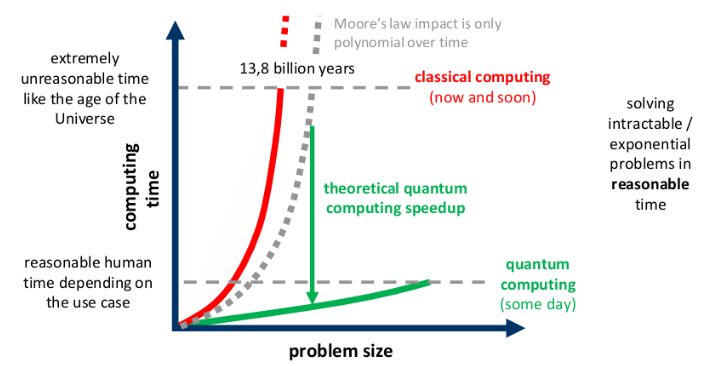 Moore's law impact is only
polynomial over time
extremely
unreasonable time
like the age of the
Universe
13,8 billion years
classical computing
(now and soon)
solving
intractable /
exponential
problems in
reasonable
time
computing
time
theoretical quantum
computing speedup
reasonable human
time depending on
the use case
quantum
computing
(some day)
problem size